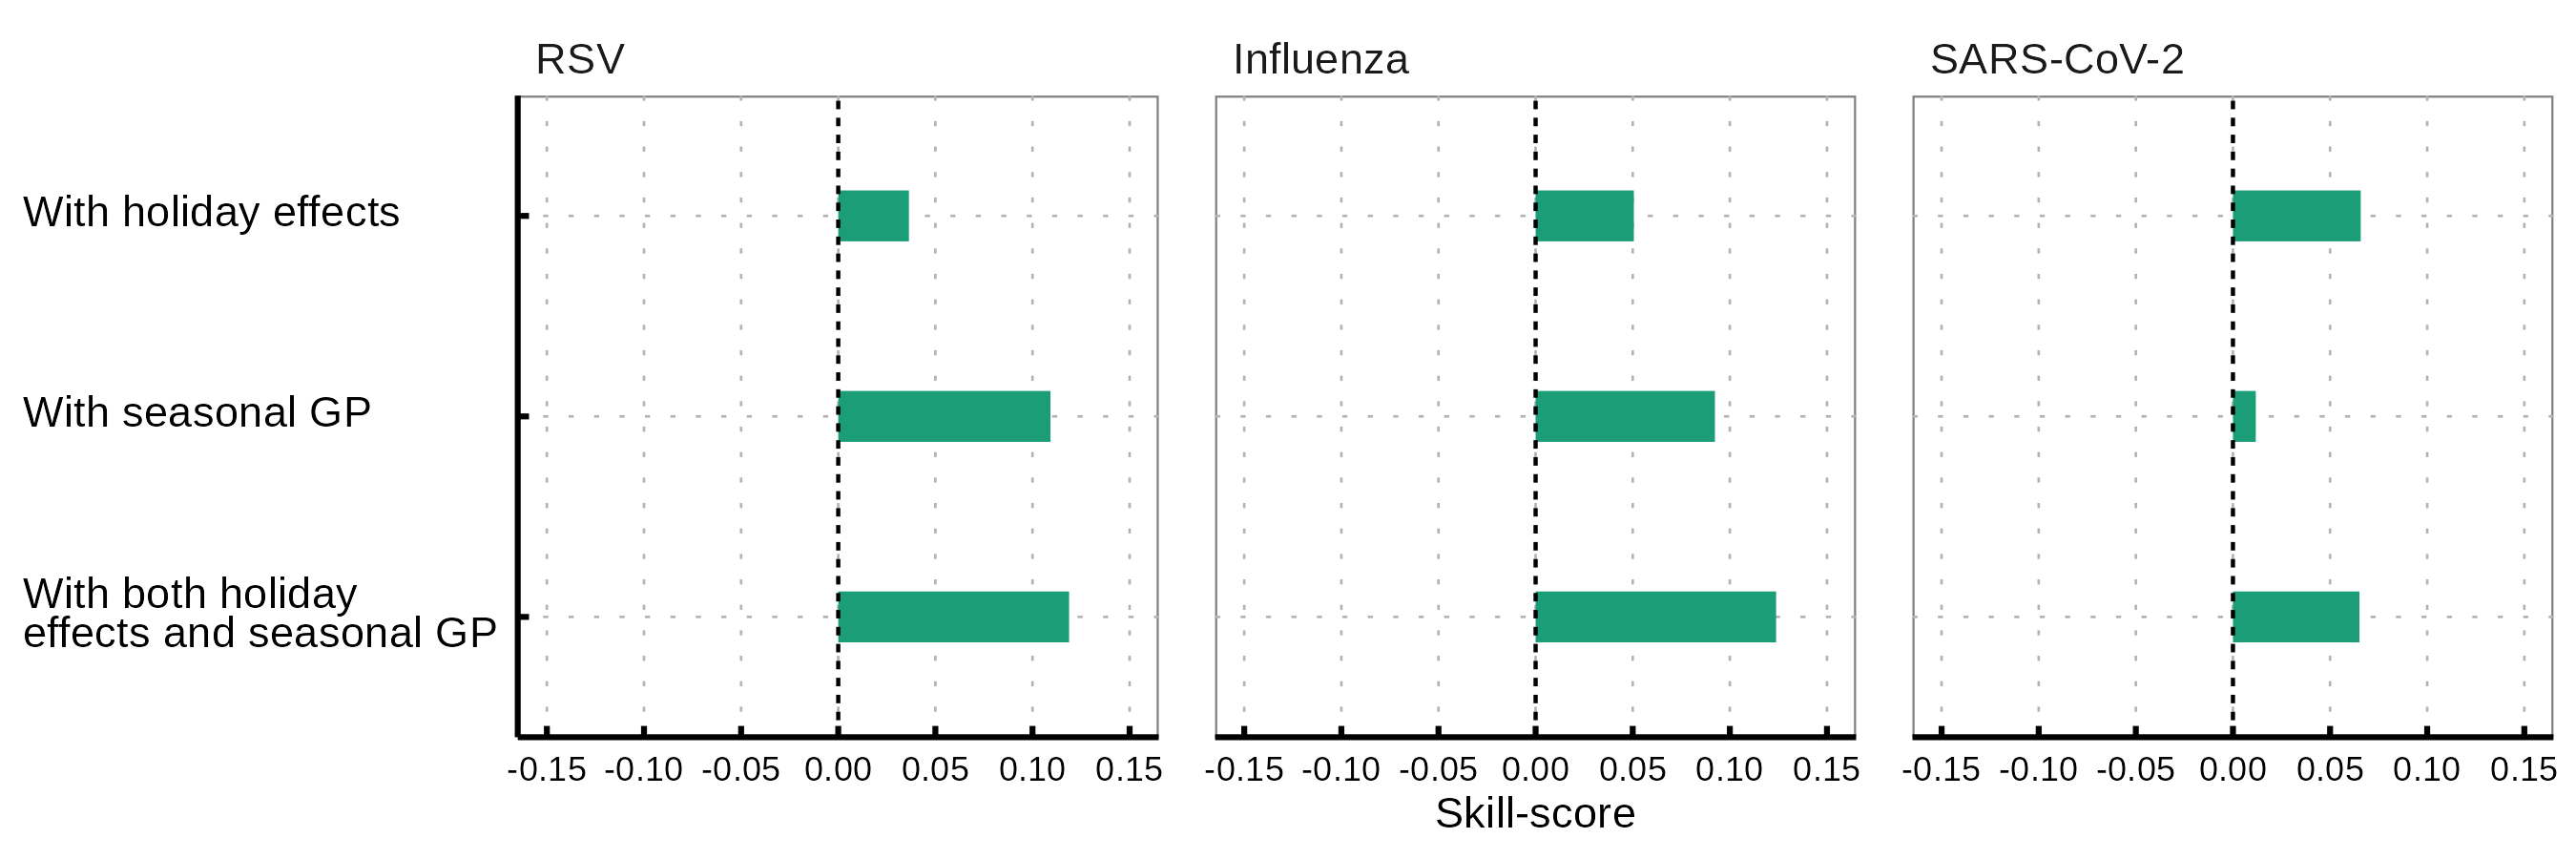 RSV
Influenza
SARS-CoV-2
With holiday effects
With seasonal GP
With both holiday
effects and seasonal GP
-0.15 -0.10 -0.05 0.00 0.05 0.10 0.15
-0.15 -0.10 -0.05 0.00 0.05 0.10 0.15
-0.15 -0.10 -0.05 0.00 0.05 0.10 0.15
Skill-score